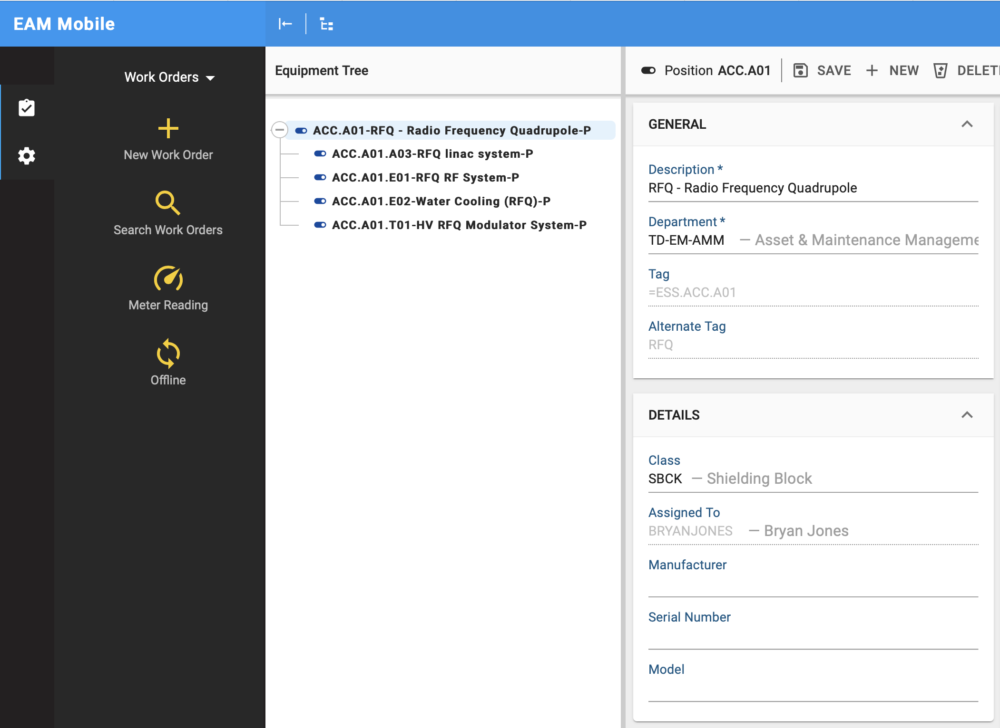 EAM Mobile
Work Orders
New Work Order
Search Work Orders
Meter Reading
Offline
Equipment Tree
ACC.A01-RFQ - Radio Frequency Quadrupole-P
ACC.A01.A03-RFQ linac system-P
ACC.A01.E01-RFQ RF System-P
ACC.A01.E02-Water Cooling (RFQ)-P
ACC.A01.T01-HV RFQ Modulator System-P
Position ACC.A01 SAVE NEW DELET
GENERAL
Description *
RFQ - Radio Frequency Quadrupole
Department *
TD-EM-AMM — Asset & Maintenance Manageme
Tag
=ESS.ACC.A01
Alternate Tag
RFQ
DETAILS
Class
SBCK — Shielding Block
Assigned To
BRYANJONES — Bryan Jones
Manufacturer
Serial Number
Model